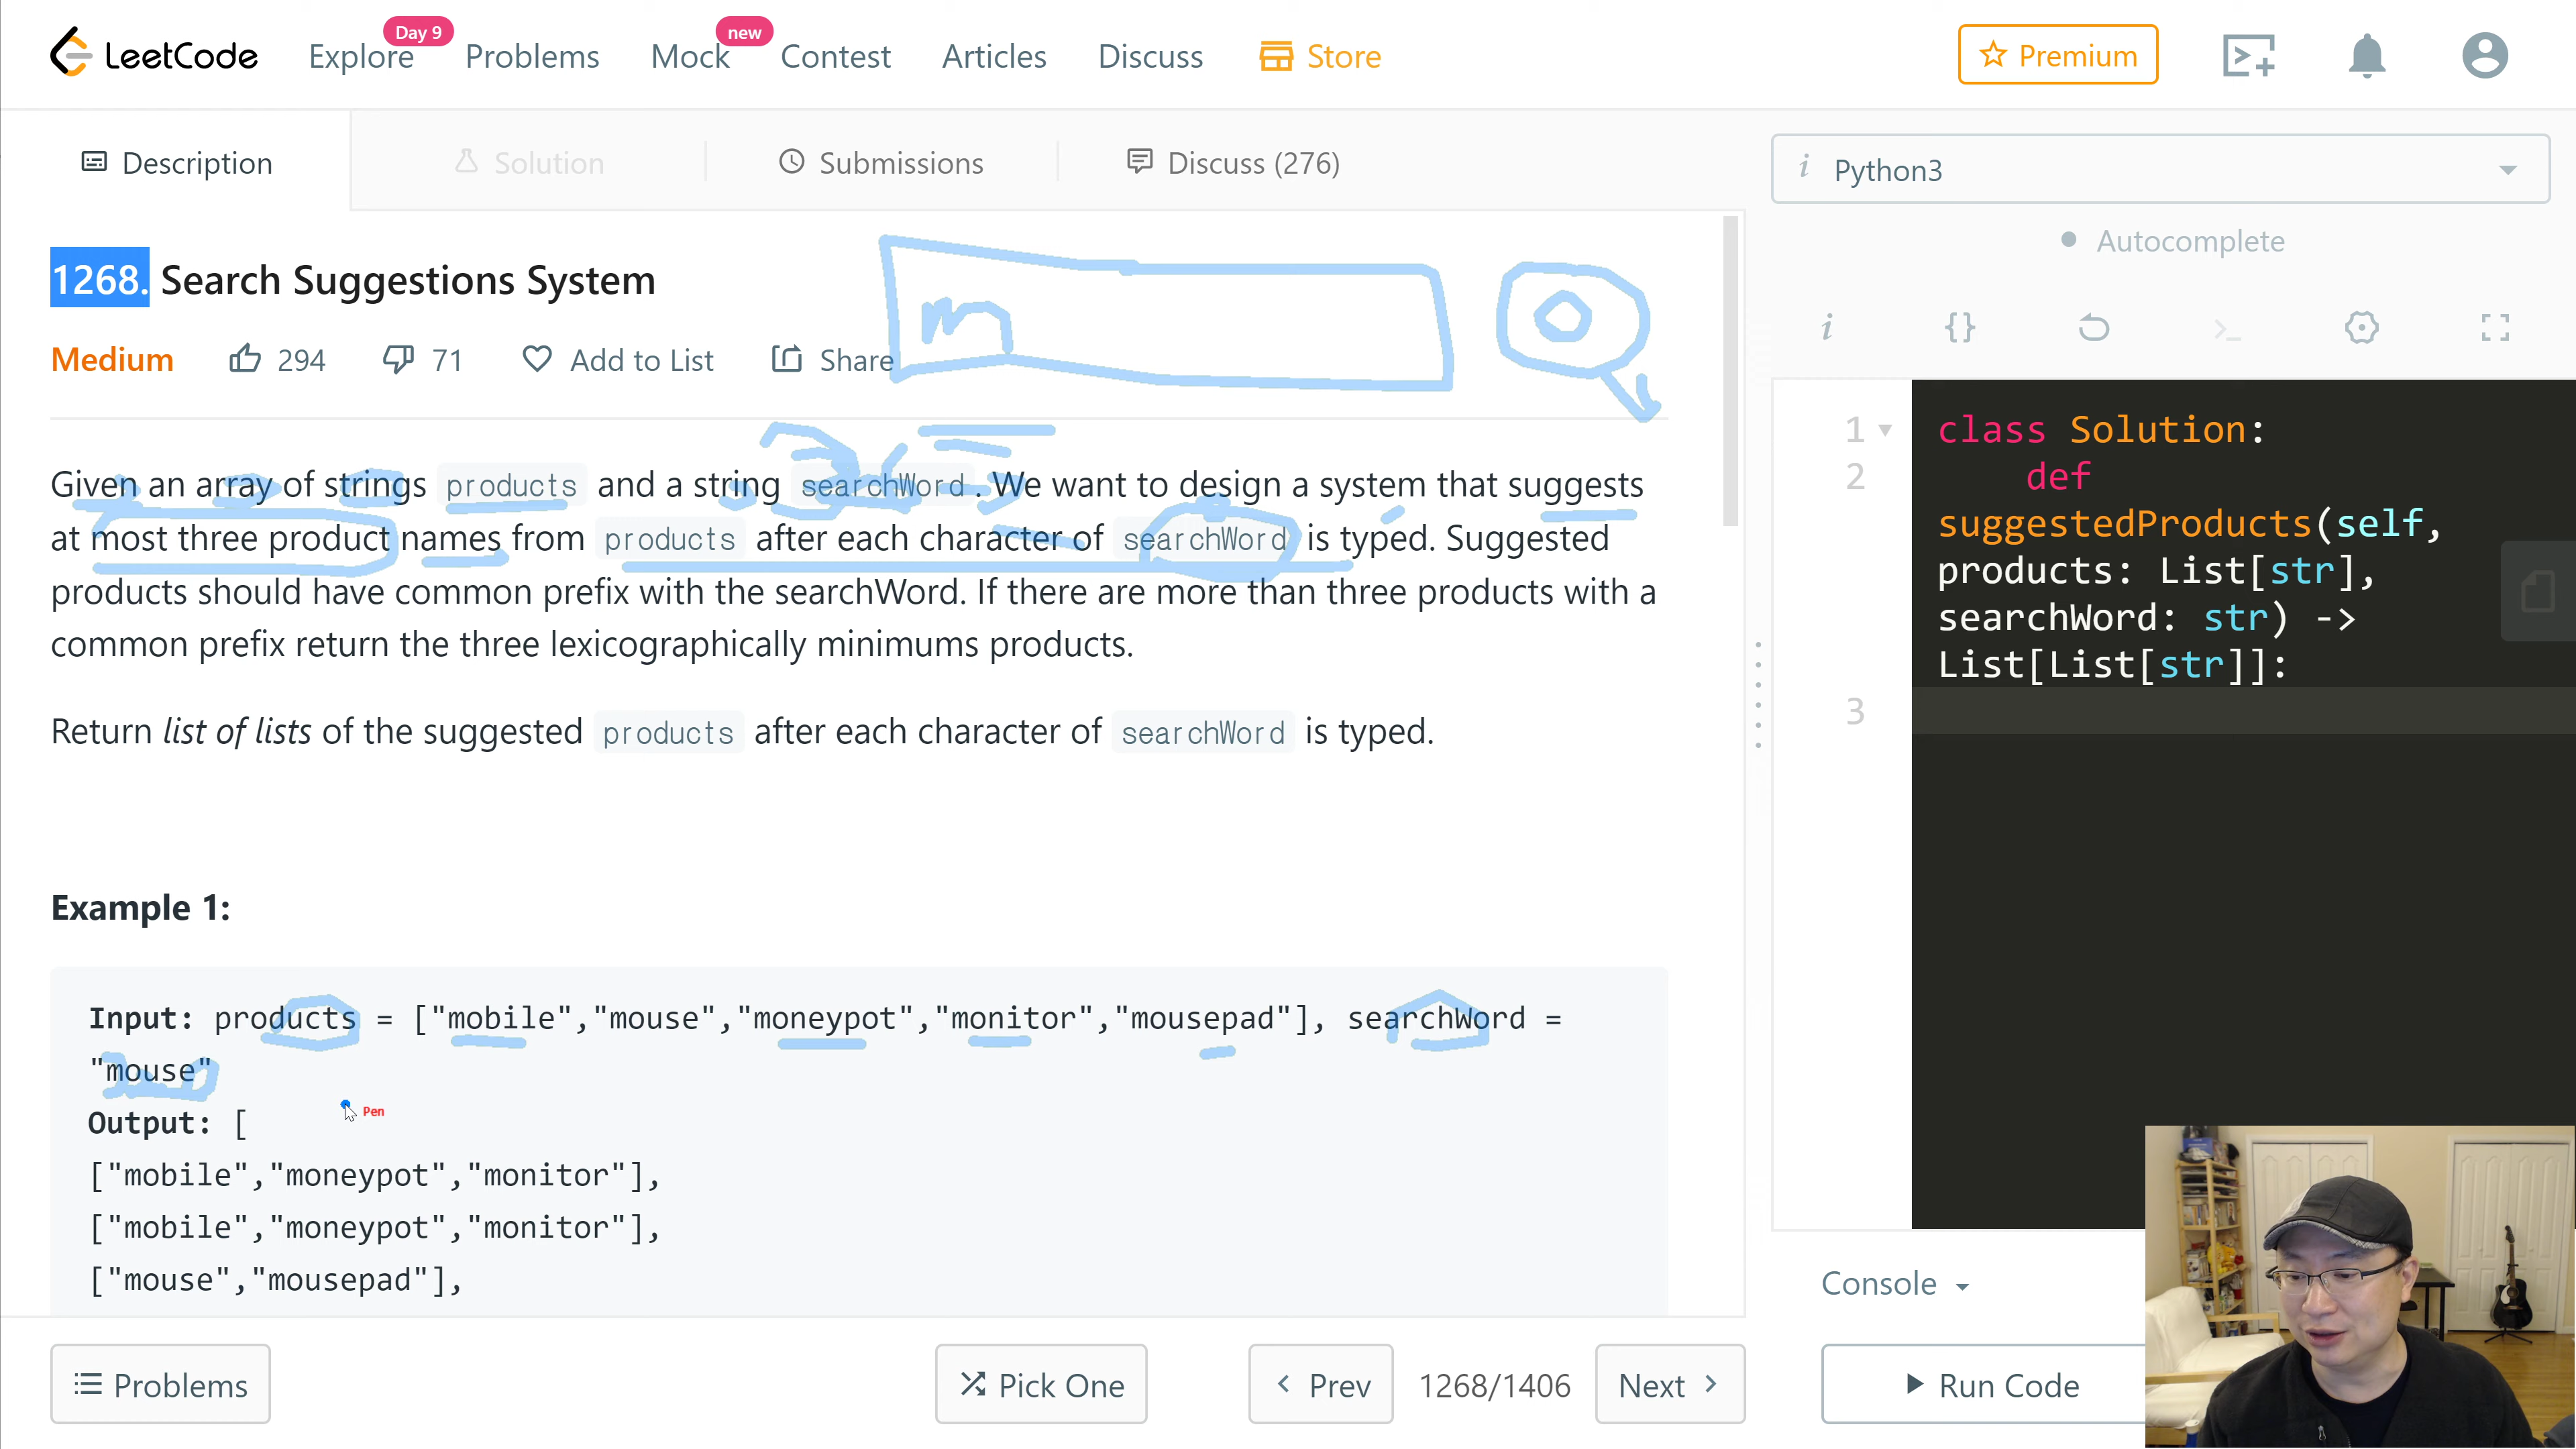 LeetCode Explore Day 9 Problems Mock new Contest Articles Discuss Store Premium
Description Solution Submissions Discuss (276)
1268. Search Suggestions System
m
Medium 294 71 Add to List Share
Given an array of strings products and a string searchWord. We want to design a system that suggests
at most three product names from products after each character of searchWord is typed. Suggested
products should have common prefix with the searchWord. If there are more than three products with a
common prefix return the three lexicographically minimums products.
Return list of lists of the suggested products after each character of searchWord is typed.
Example 1:
Input: products = ["mobile","mouse","moneypot","monitor","mousepad"], searchWord =
"mouse"
Pen
Output: [
["mobile","moneypot","monitor"],
["mobile","moneypot","monitor"],
["mouse","mousepad"],
Problems Pick One Prev 1268/1406 Next
i Python3
Autocomplete
i {} >_
1 class Solution:
2 def
suggestedProducts(self,
products: List[str],
searchWord: str) ->
List[List[str]]:
3
Console
Run Code